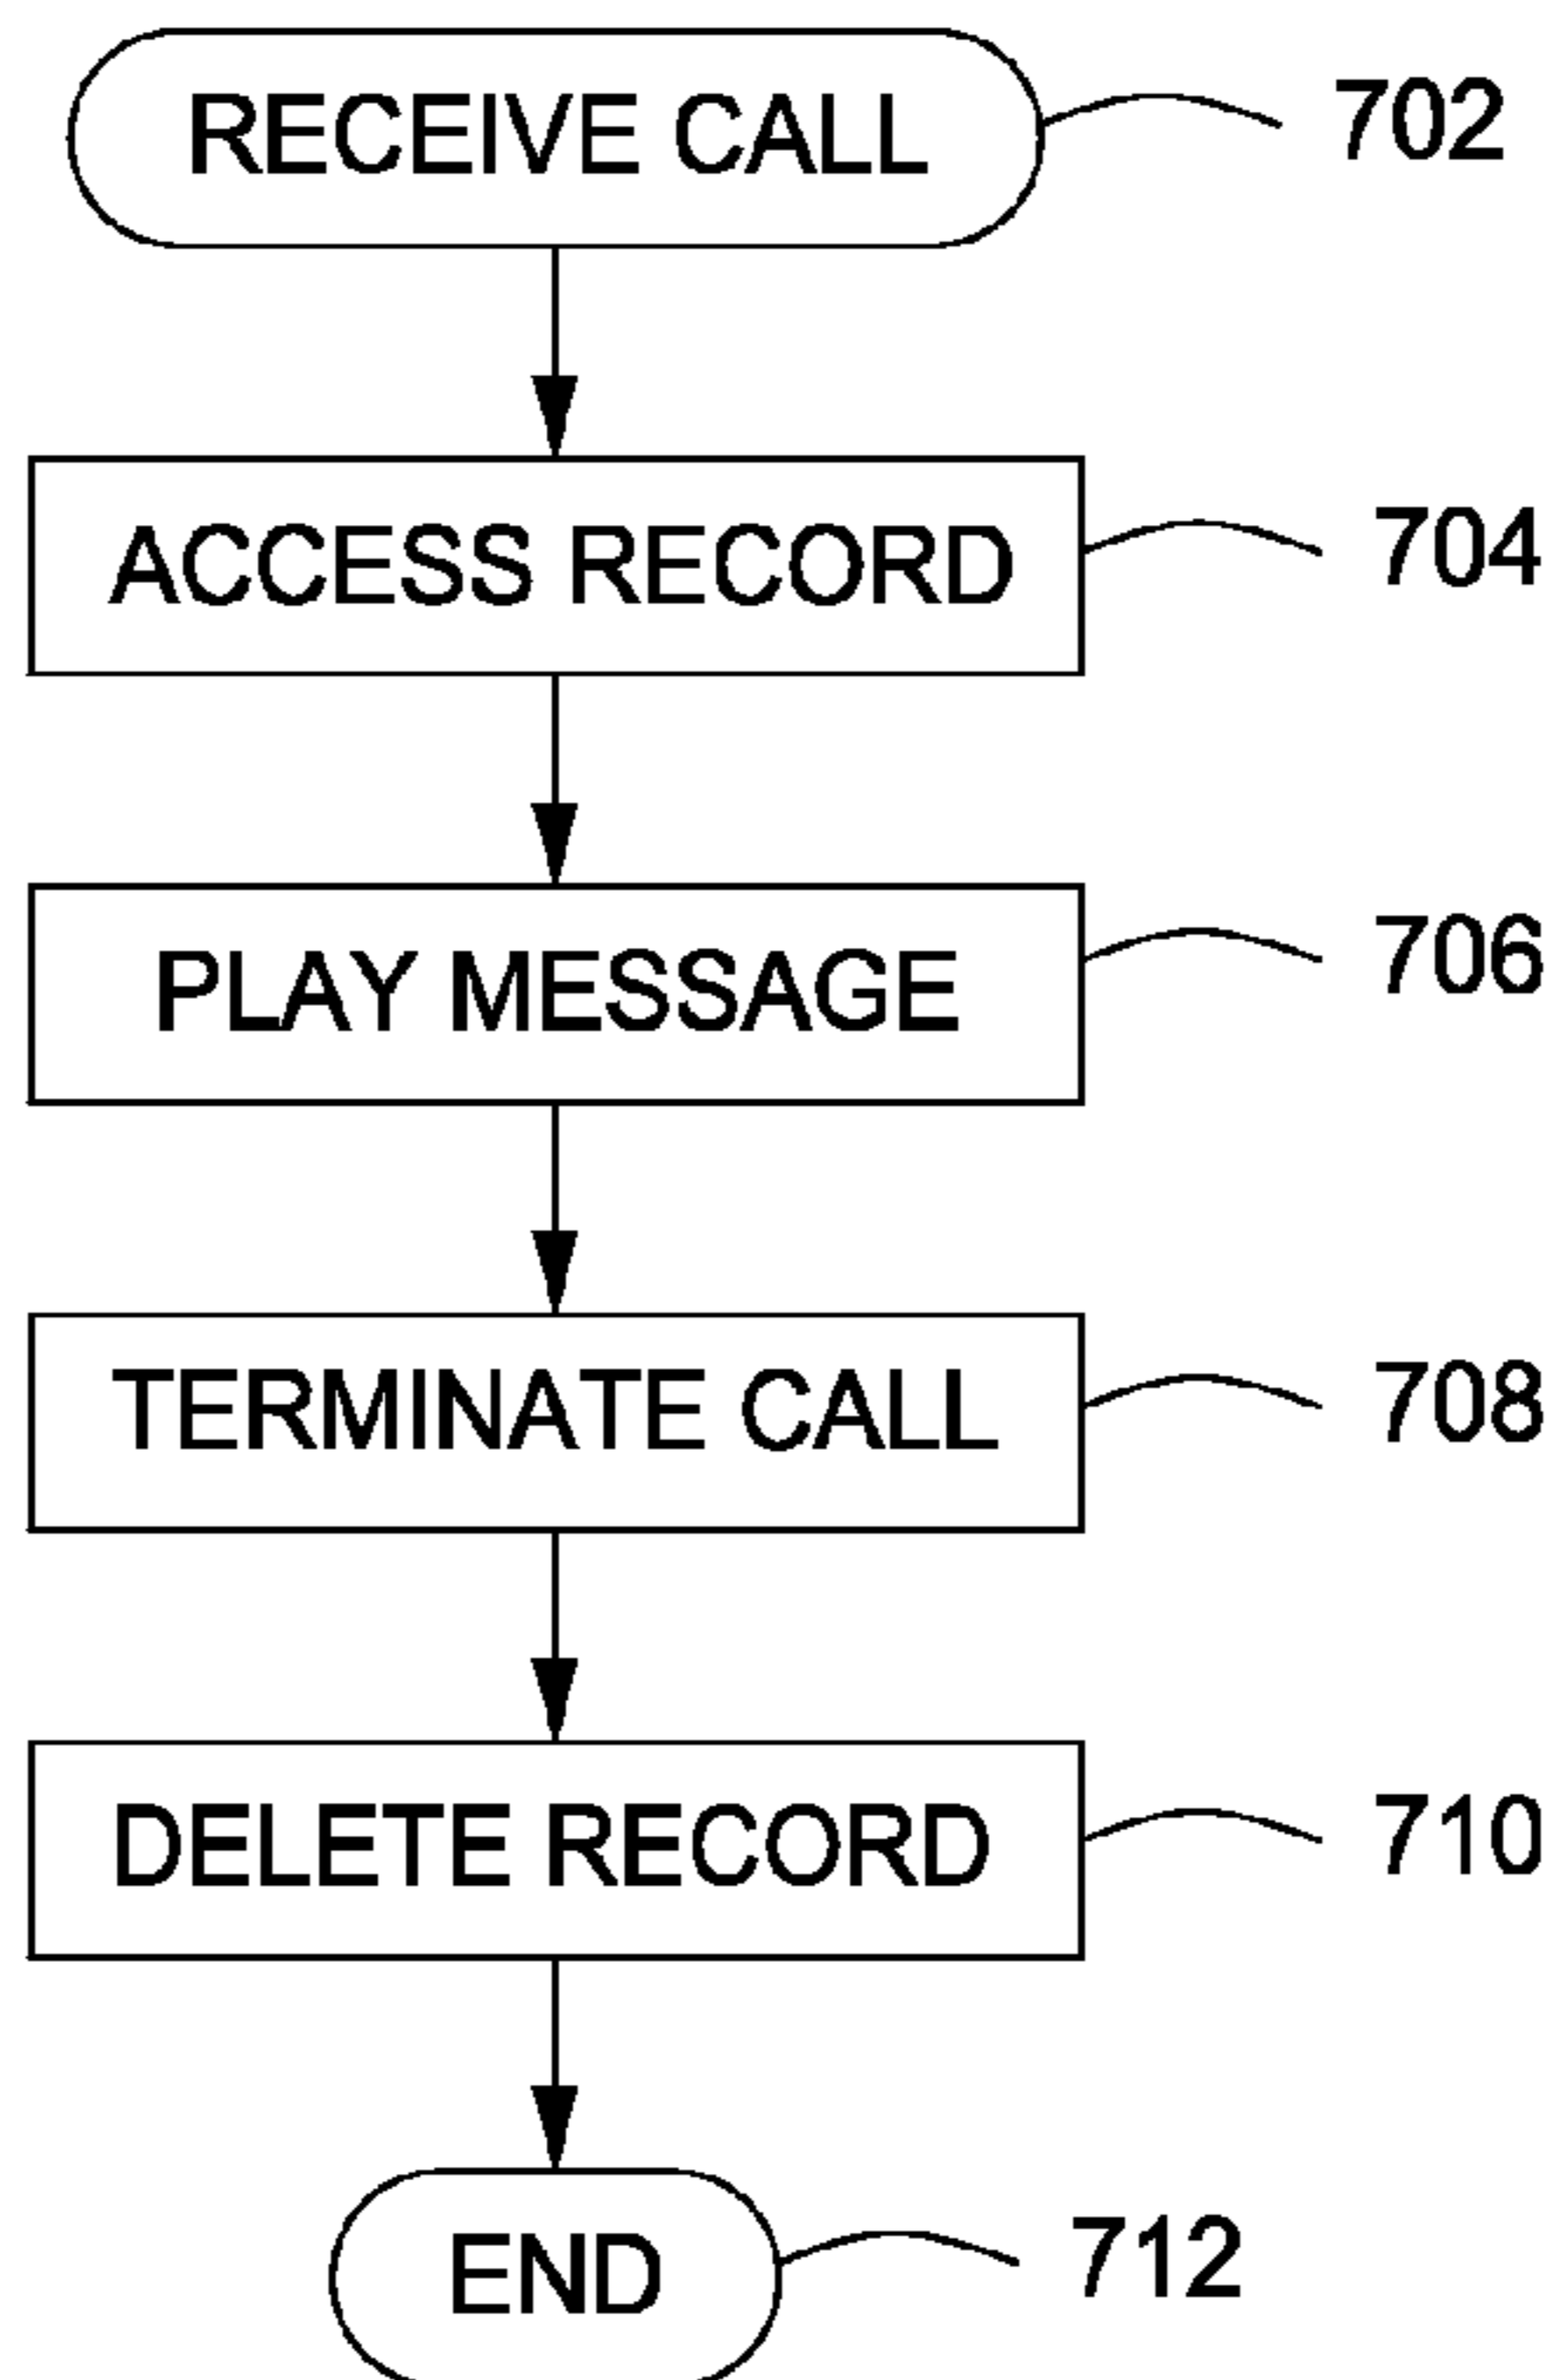 RECEIVE CALL
702
ACCESS RECORD
704
PLAY MESSAGE
706
TERMINATE CALL
708
DELETE RECORD
710
END
712